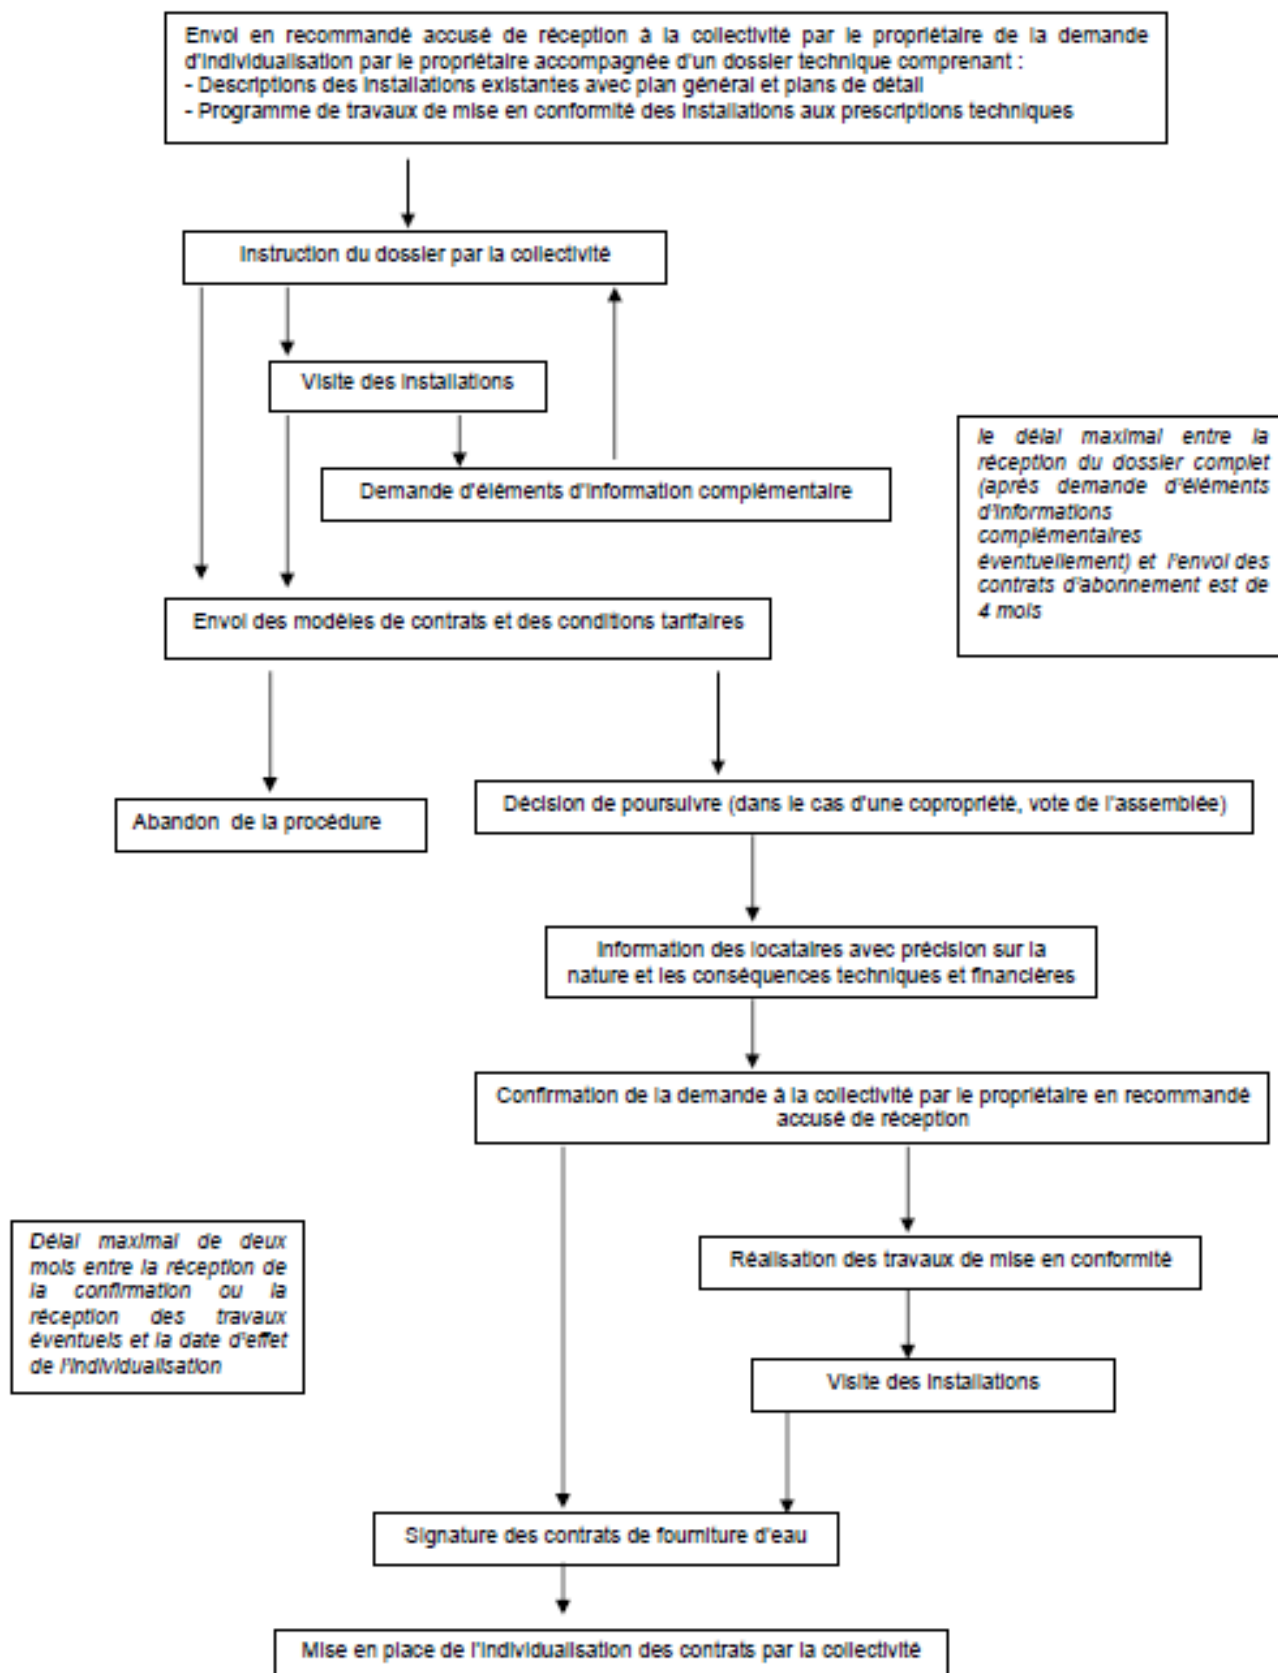 Envoi en recommandé accusé de réception à la collectivité par le propriétaire de la demande
d'individualisation par le propriétaire accompagnée d'un dossier technique comprenant :
- Descriptions des installations existantes avec plan général et plans de détail
- Programme de travaux de mise en conformité des installations aux prescriptions techniques
Instruction du dossier par la collectivité
Visite des installations
Demande d'éléments d'information complémentaire
le délai maximal entre la
réception du dossier complet
(après demande d'éléments
d'informations
complémentaires
éventuellement) et l'envoi des
contrats d'abonnement est de
4 mois
Envoi des modèles de contrats et des conditions tarifaires
Abandon de la procédure
Décision de poursuivre (dans le cas d'une copropriété, vote de l'assemblée)
Information des locataires avec précision sur la
nature et les conséquences techniques et financières
Confirmation de la demande à la collectivité par le propriétaire en recommandé
accusé de réception
Délai maximal de deux
mois entre la réception de
la confirmation ou la
réception des travaux
éventuels et la date d'effet
de l'individualisation
Réalisation des travaux de mise en conformité
Visite des installations
Signature des contrats de fourniture d'eau
Mise en place de l'individualisation des contrats par la collectivité